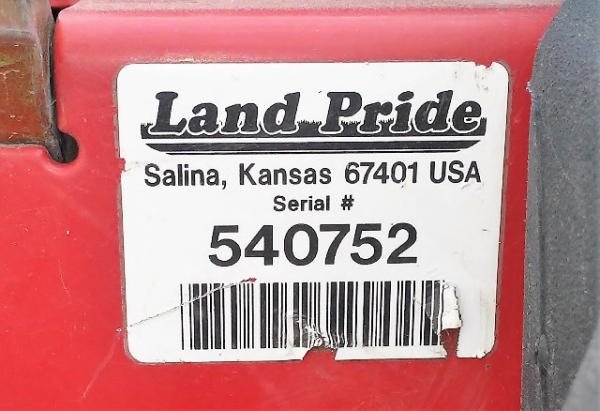 Land Pride
Salina, Kansas 67401 USA
Serial #
540752